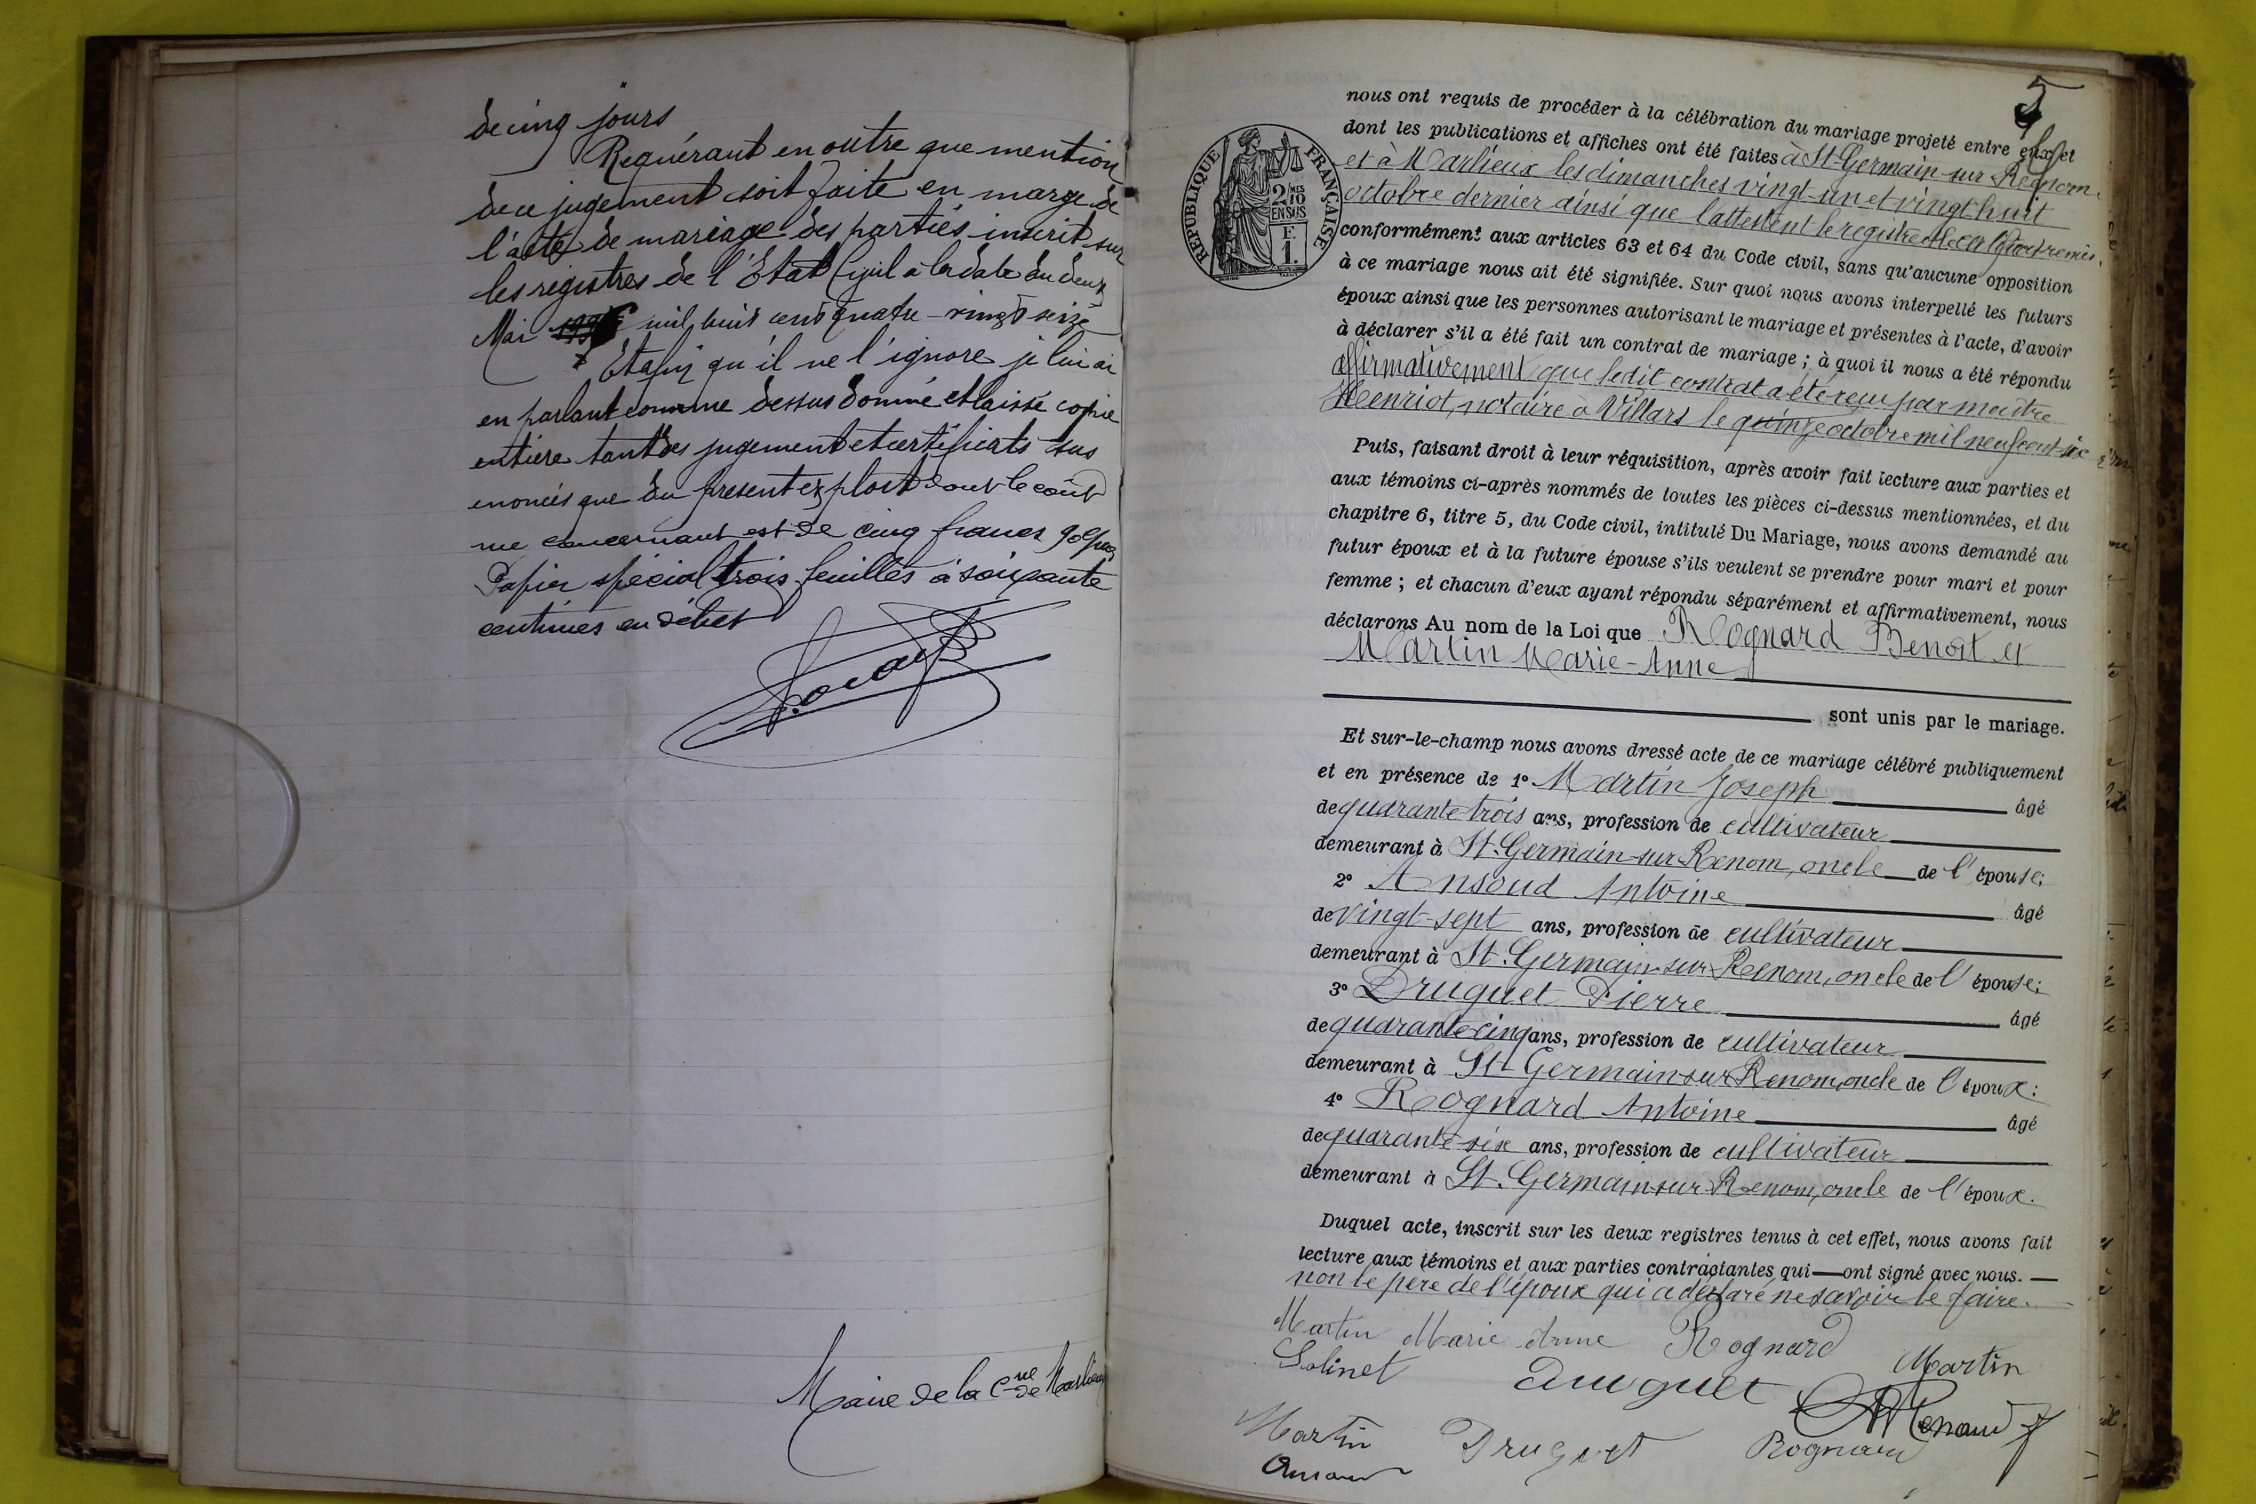 de cinq jours
Requérant en outre que mention
de ce jugement soit faite en marge de
l'acte de mariage des parties inscrit sur
les registres de l'Etat Civil à la date du deux
Mai mil huit cent quatre-vingt seize
Et afin qu'il ne l'ignore je lui ai
en parlant comme dessus donné et laissé copie
entière tant des jugement et certificats sus
énoncés que du présent exploit dont le coût
me concernant est de cinq francs 90
Papier spécial trois feuilles à soixante
centimes en débet
Maire de la Cne de Marlieux
5
nous ont requis de procéder à la célébration du mariage projeté entre eux et
dont les publications et affiches ont été faites à St-Germain-sur-Renom
et à Marlieux les dimanches vingt-un et vingt huit
octobre dernier ainsi que l'attestent le registre
RÉPUBLIQUE FRANÇAISE
2/10 MES
EN SUS
F.
1.
conformément aux articles 63 et 64 du Code civil, sans qu'aucune opposition
à ce mariage nous ait été signifiée. Sur quoi nous avons interpellé les futurs
époux ainsi que les personnes autorisant le mariage et présentes à l'acte, d'avoir
à déclarer s'il a été fait un contrat de mariage ; à quoi il nous a été répondu
affirmativement que ledit contrat a été reçu par maître
Henriot, notaire à Villars le quinze octobre mil neuf cent six
Puis, faisant droit à leur réquisition, après avoir fait lecture aux parties et
aux témoins ci-après nommés de toutes les pièces ci-dessus mentionnées, et du
chapitre 6, titre 5, du Code civil, intitulé Du Mariage, nous avons demandé au
futur époux et à la future épouse s'ils veulent se prendre pour mari et pour
femme ; et chacun d'eux ayant répondu séparément et affirmativement, nous
déclarons Au nom de la Loi que Rognard Benoit et
Martin Marie-Anne
sont unis par le mariage.
Et sur-le-champ nous avons dressé acte de ce mariage célébré publiquement
et en présence de 1° Martin Joseph âgé
de quarante-trois ans, profession de cultivateur
demeurant à St-Germain-sur-Renom, oncle de l'épouse;
2° Ansoud Antoine âgé
de vingt-sept ans, profession de cultivateur
demeurant à St-Germain-sur-Renom, oncle de l'épouse;
3° Druguet Pierre âgé
de quarante cinq ans, profession de cultivateur
demeurant à St-Germain-sur-Renom, oncle de l'époux:
4° Rognard Antoine âgé
de quarante-six ans, profession de cultivateur
demeurant à St-Germain-sur-Renom, oncle de l'époux.
Duquel acte, inscrit sur les deux registres tenus à cet effet, nous avons fait
lecture aux témoins et aux parties contractantes qui ont signé avec nous.
non le père de l'époux qui a déclaré ne savoir le faire.
Martin Marie Anne Rognard
Martin
Solinet Druguet
Renaud
Martin Druguet Rognard
Ansoud